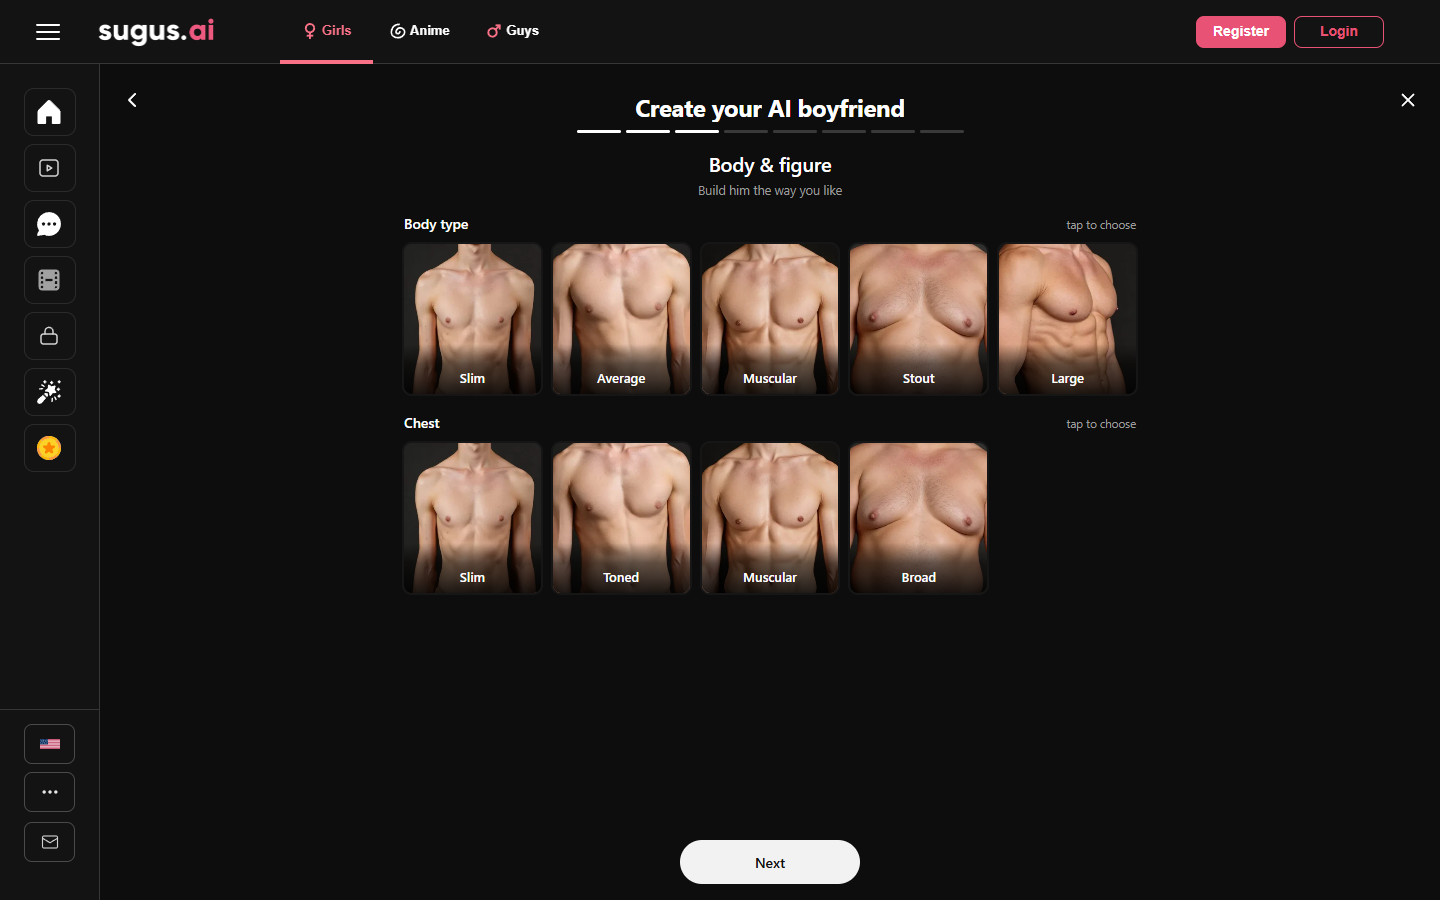 sugus.ai
Girls
Anime
Guys
Register
Login
Create your AI boyfriend
Body & figure
Build him the way you like
Body type
tap to choose
Slim
Average
Muscular
Stout
Large
Chest
tap to choose
Slim
Toned
Muscular
Broad
Next